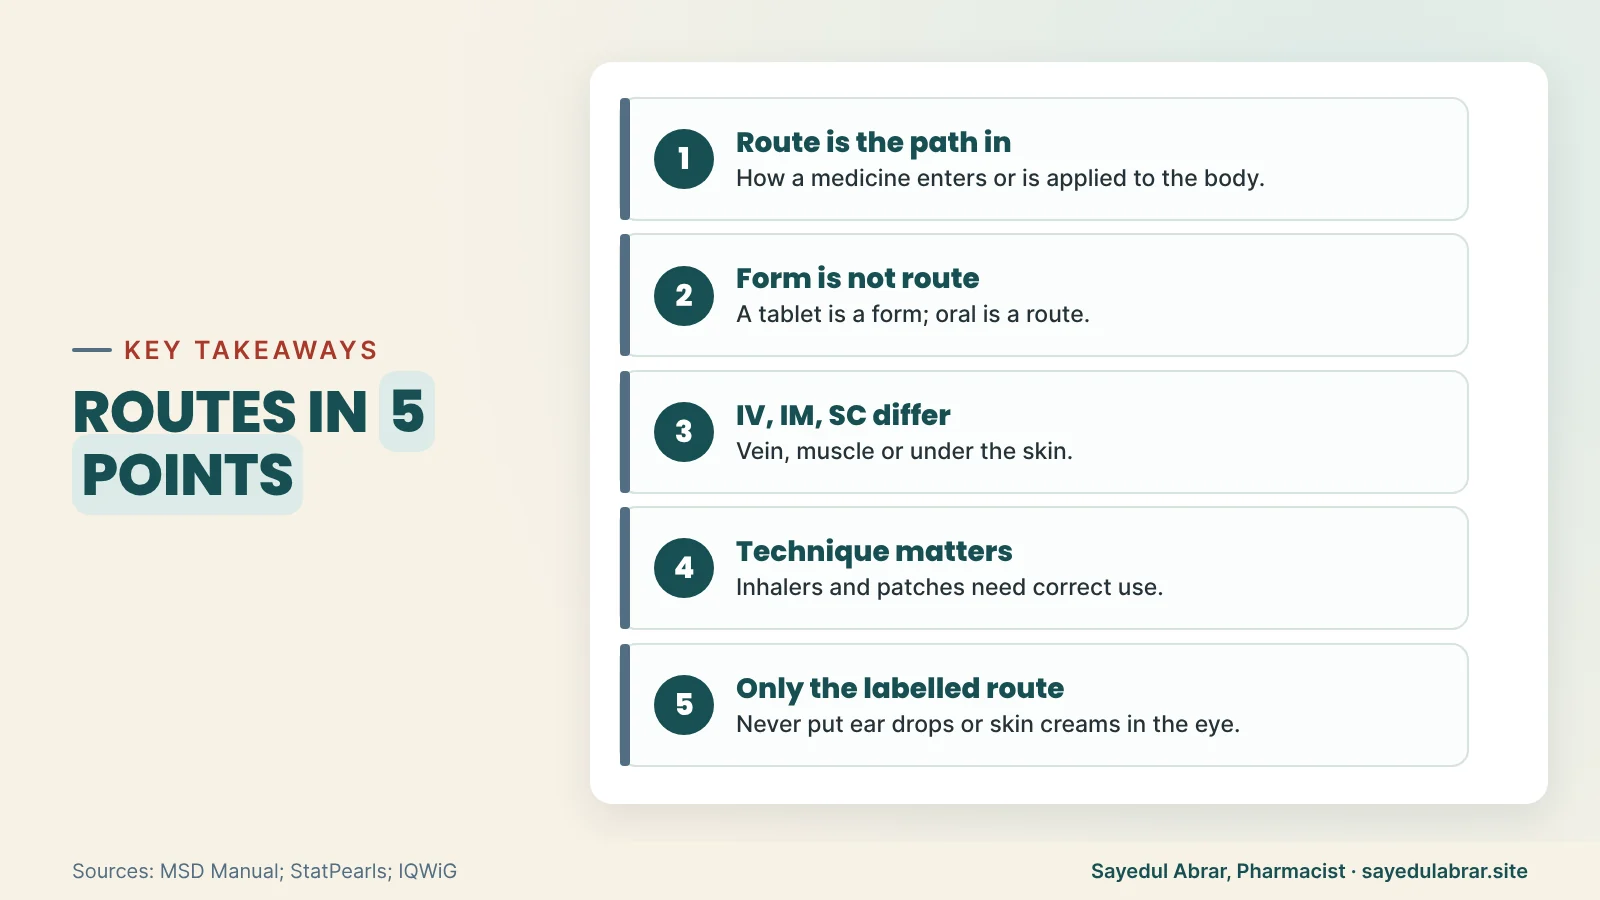 KEY TAKEAWAYS
ROUTES IN 5
POINTS
1
Route is the path in
How a medicine enters or is applied to the body.
2
Form is not route
A tablet is a form; oral is a route.
3
IV, IM, SC differ
Vein, muscle or under the skin.
4
Technique matters
Inhalers and patches need correct use.
5
Only the labelled route
Never put ear drops or skin creams in the eye.
Sources: MSD Manual; StatPearls; IQWiG
Sayedul Abrar, Pharmacist · sayedulabrar.site